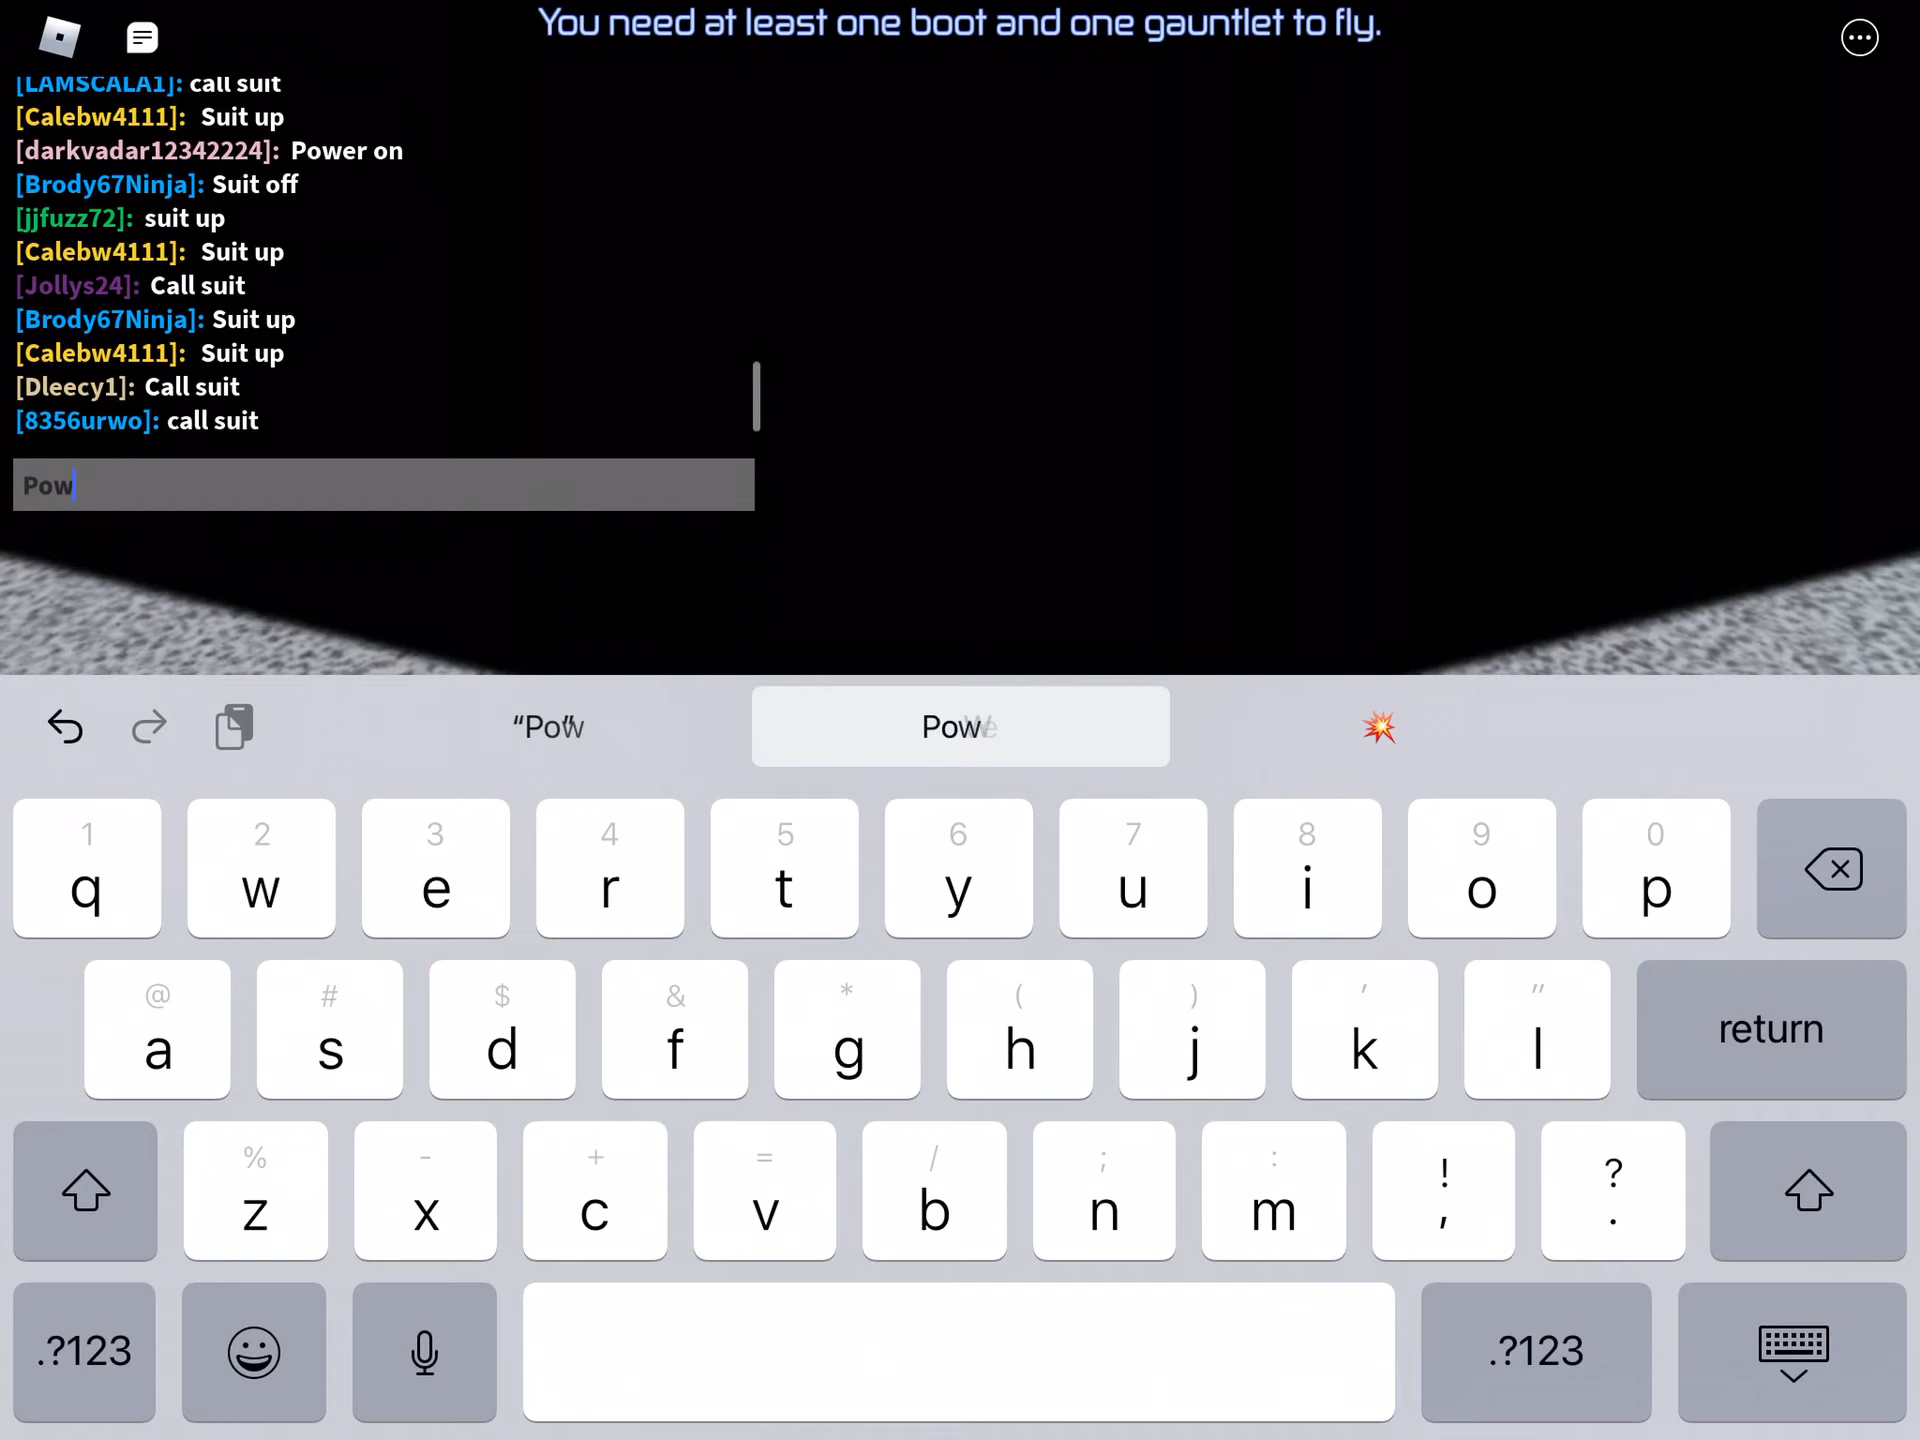 You need at least one boot and one gauntlet to fly.
[LAMSCALA1]: call suit
[Calebw4111]: Suit up
[darkvadar12342224]: Power on
[Brody67Ninja]: Suit off
[jjfuzz72]: suit up
[Calebw4111]: Suit up
[Jollys24]: Call suit
[Brody67Ninja]: Suit up
[Calebw4111]: Suit up
[Dleecy1]: Call suit
[8356urwo]: call suit
Pow
“Pow” Pow
1 2 3 4 5 6 7 8 9 0
q w e r t y u i o p
@ # $ & * ( ) ' "
a s d f g h j k l return
% - + = / ; : ! ?
z x c v b n m , .
.?123 .?123